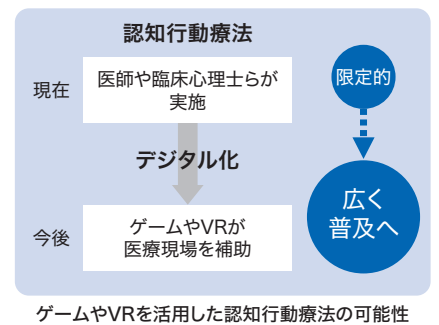 認知行動療法
現在
医師や臨床心理士らが
実施
限定的
デジタル化
今後
ゲームやVRが
医療現場を補助
広く
普及へ
ゲームやVRを活用した認知行動療法の可能性